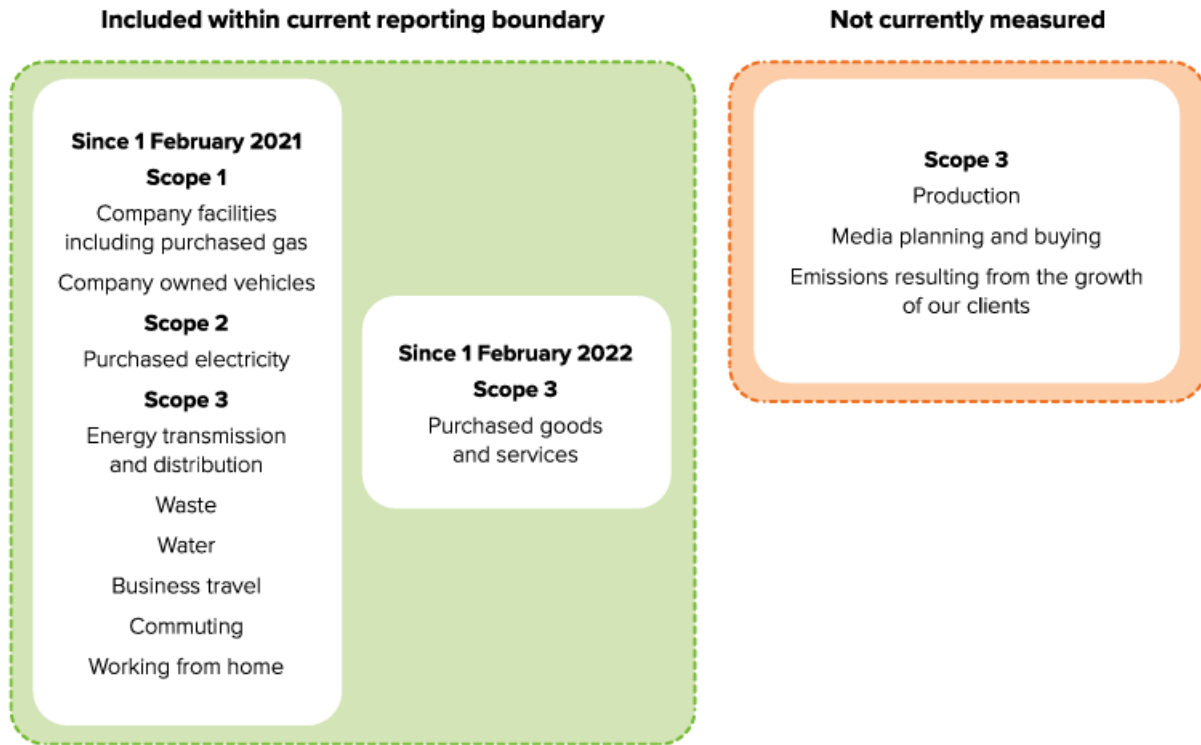 Included within current reporting boundary
Since 1 February 2021
Scope 1
Company facilities
including purchased gas
Company owned vehicles
Scope 2
Purchased electricity
Scope 3
Energy transmission
and distribution
Waste
Water
Business travel
Commuting
Working from home
Since 1 February 2022
Scope 3
Purchased goods
and services
Not currently measured
Scope 3
Production
Media planning and buying
Emissions resulting from the growth
of our clients